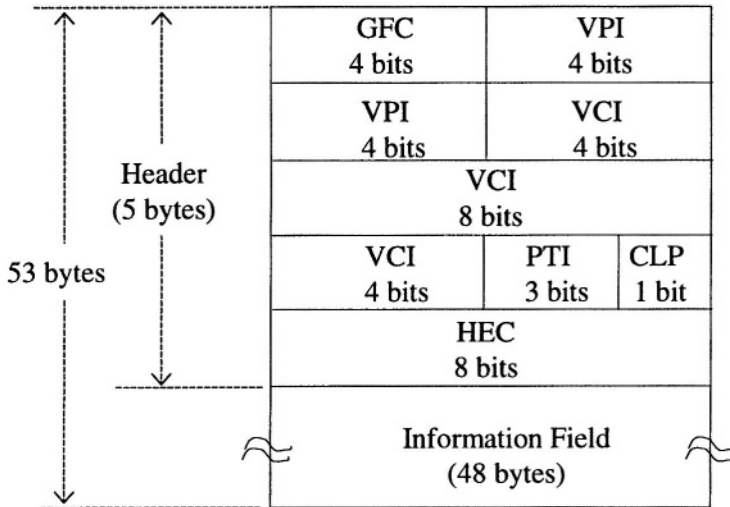 GFC VPI
4 bits 4 bits
VPI VCI
4 bits 4 bits
Header
(5 bytes)
VCI
8 bits
53 bytes
VCI PTI CLP
4 bits 3 bits 1 bit
HEC
8 bits
Information Field
(48 bytes)